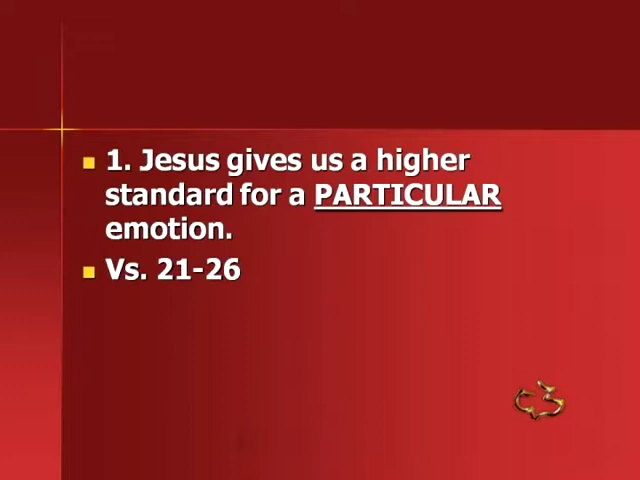 1. Jesus gives us a higher
standard for a PARTICULAR
emotion.
Vs. 21-26